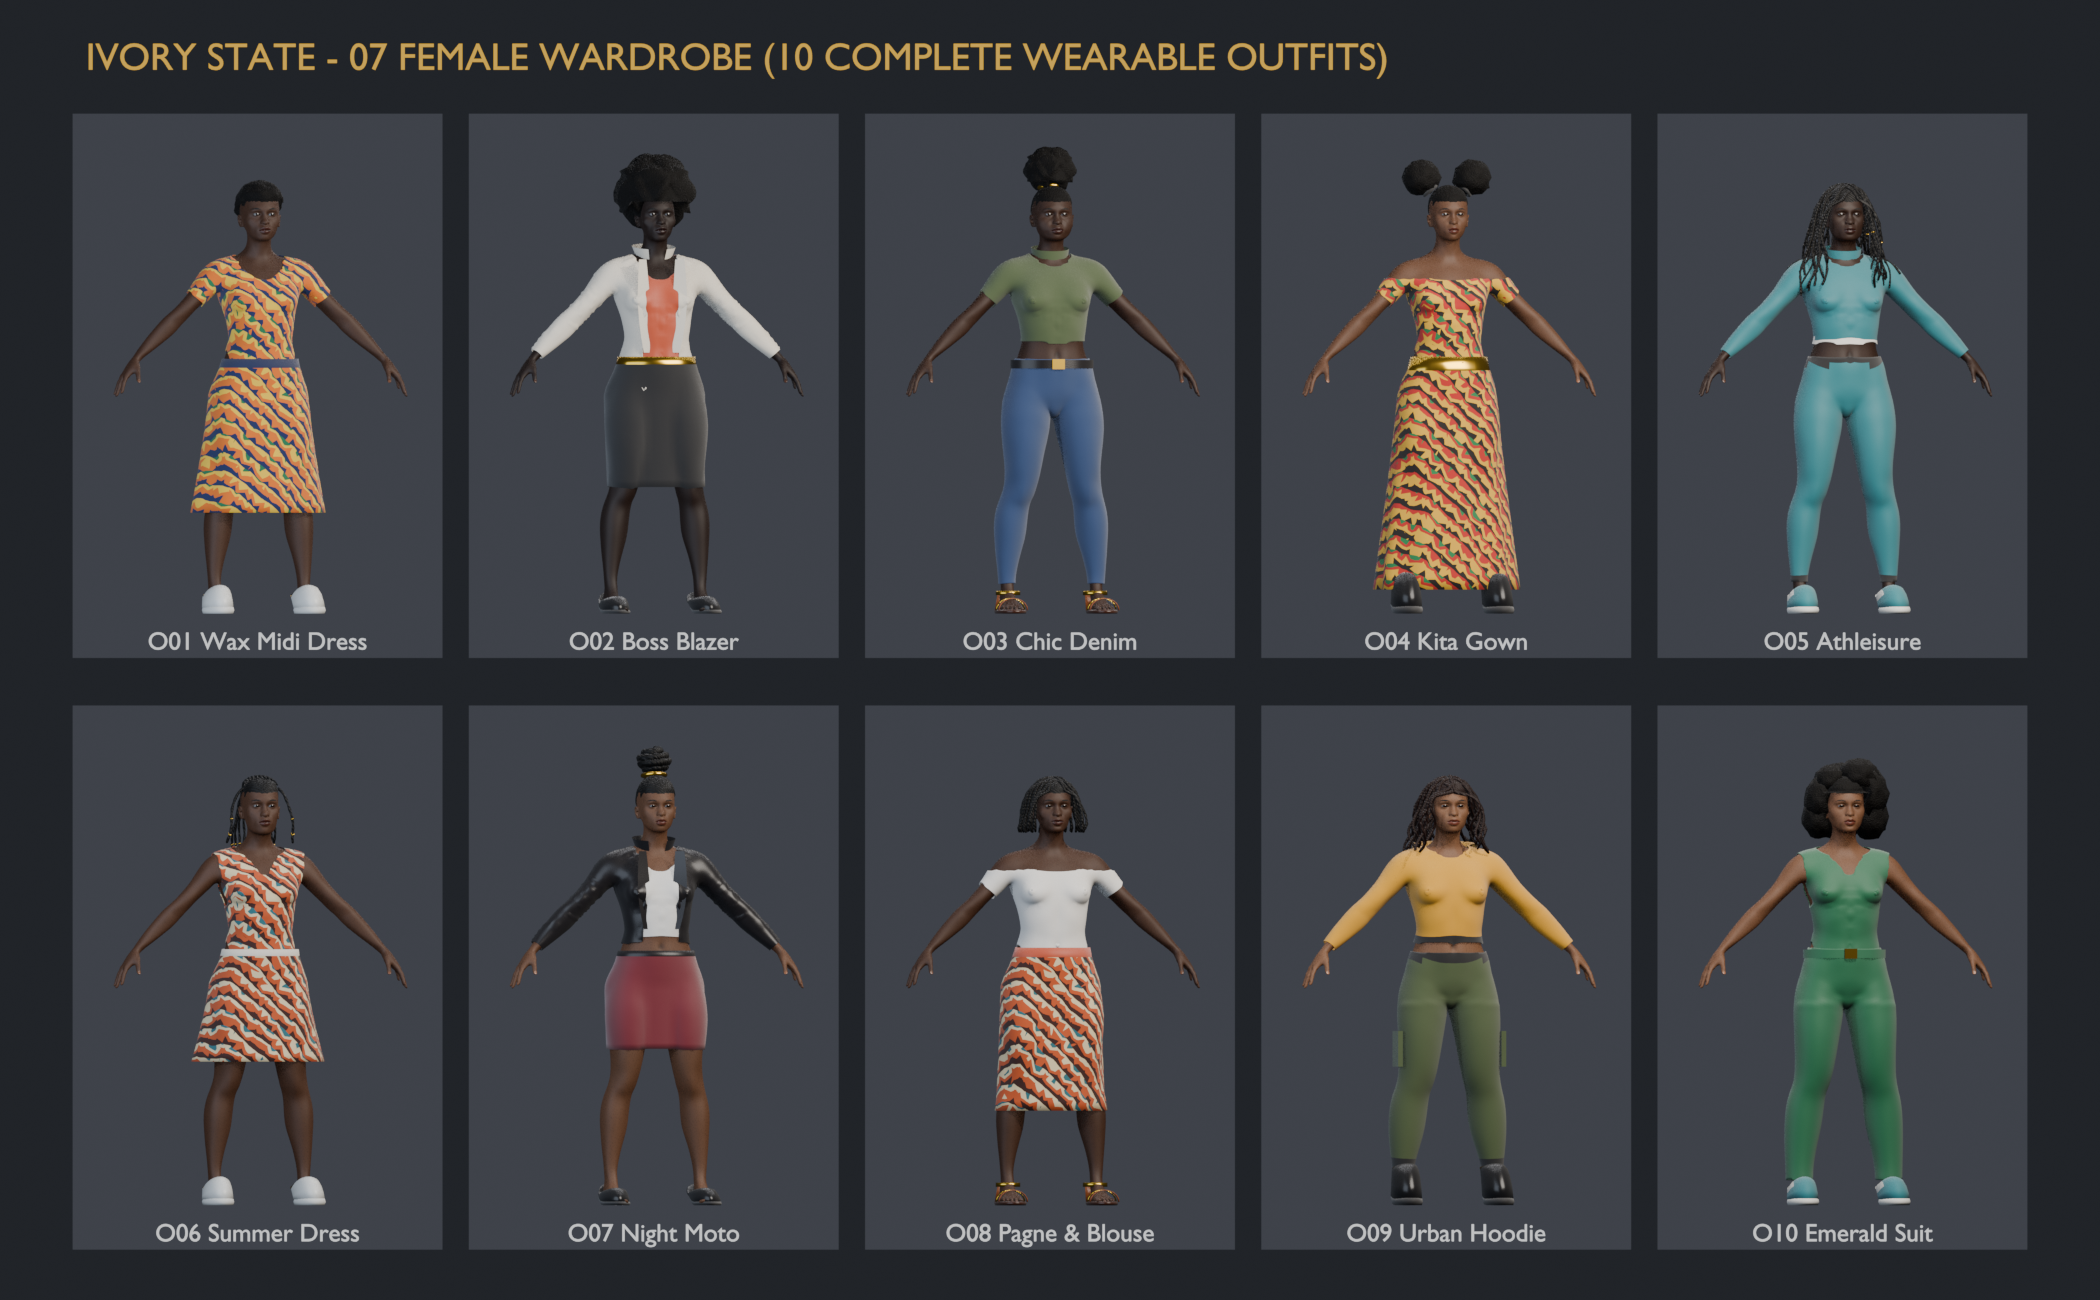 IVORY STATE - 07 FEMALE WARDROBE (10 COMPLETE WEARABLE OUTFITS)
O01 Wax Midi Dress
O02 Boss Blazer
O03 Chic Denim
O04 Kita Gown
O05 Athleisure
O06 Summer Dress
O07 Night Moto
O08 Pagne & Blouse
O09 Urban Hoodie
O10 Emerald Suit